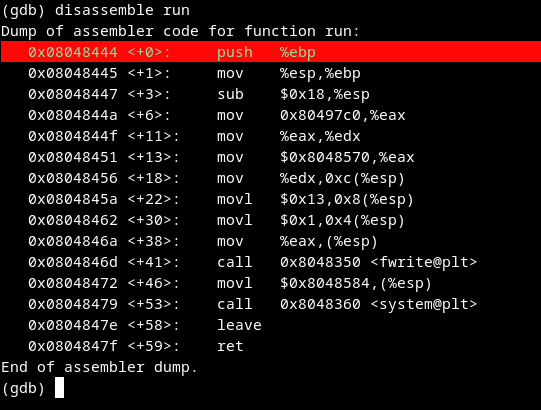 (gdb) disassemble run
Dump of assembler code for function run:
   0x08048444 <+0>:     push   %ebp
   0x08048445 <+1>:     mov    %esp,%ebp
   0x08048447 <+3>:     sub    $0x18,%esp
   0x0804844a <+6>:     mov    0x80497c0,%eax
   0x0804844f <+11>:    mov    %eax,%edx
   0x08048451 <+13>:    mov    $0x8048570,%eax
   0x08048456 <+18>:    mov    %edx,0xc(%esp)
   0x0804845a <+22>:    movl   $0x13,0x8(%esp)
   0x08048462 <+30>:    movl   $0x1,0x4(%esp)
   0x0804846a <+38>:    mov    %eax,(%esp)
   0x0804846d <+41>:    call   0x8048350 <fwrite@plt>
   0x08048472 <+46>:    movl   $0x8048584,(%esp)
   0x08048479 <+53>:    call   0x8048360 <system@plt>
   0x0804847e <+58>:    leave
   0x0804847f <+59>:    ret
End of assembler dump.
(gdb)